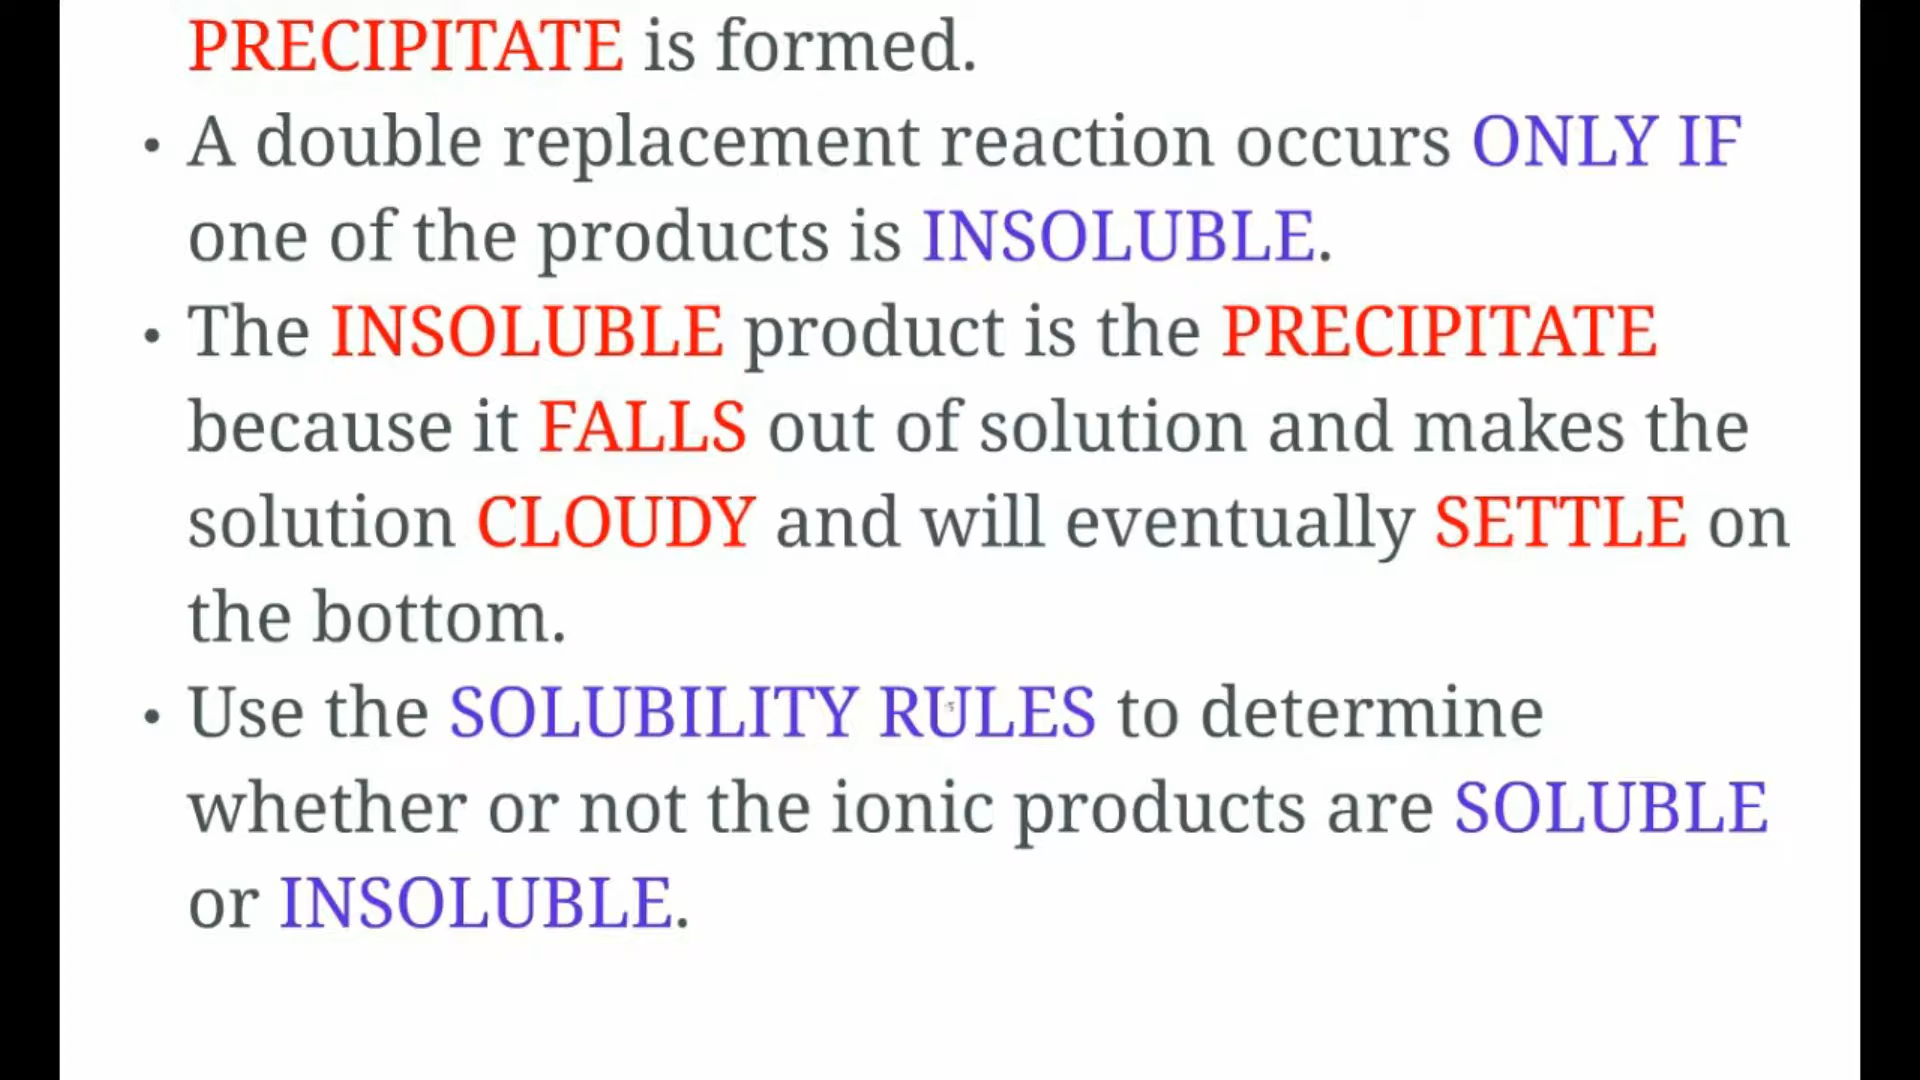 PRECIPITATE is formed.
• A double replacement reaction occurs ONLY IF
one of the products is INSOLUBLE.
• The INSOLUBLE product is the PRECIPITATE
because it FALLS out of solution and makes the
solution CLOUDY and will eventually SETTLE on
the bottom.
• Use the SOLUBILITY RULES to determine
whether or not the ionic products are SOLUBLE
or INSOLUBLE.